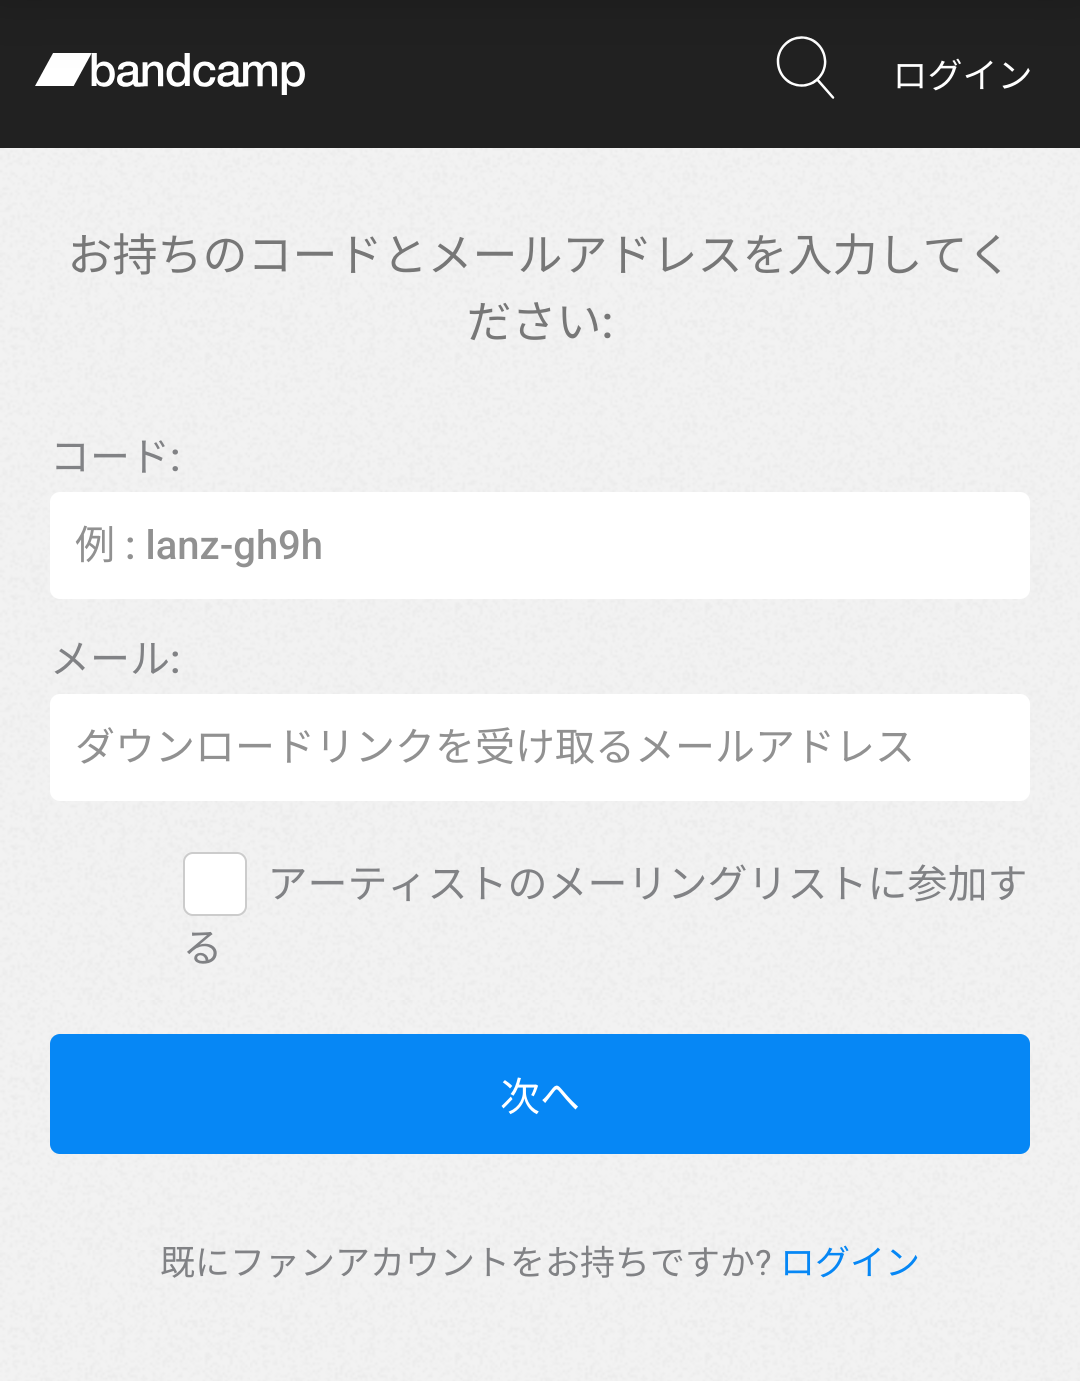 bandcamp
ログイン
お持ちのコードとメールアドレスを入力してく
ださい:
コード:
例 : lanz-gh9h
メール:
ダウンロードリンクを受け取るメールアドレス
アーティストのメーリングリストに参加す
る
次へ
既にファンアカウントをお持ちですか? ログイン